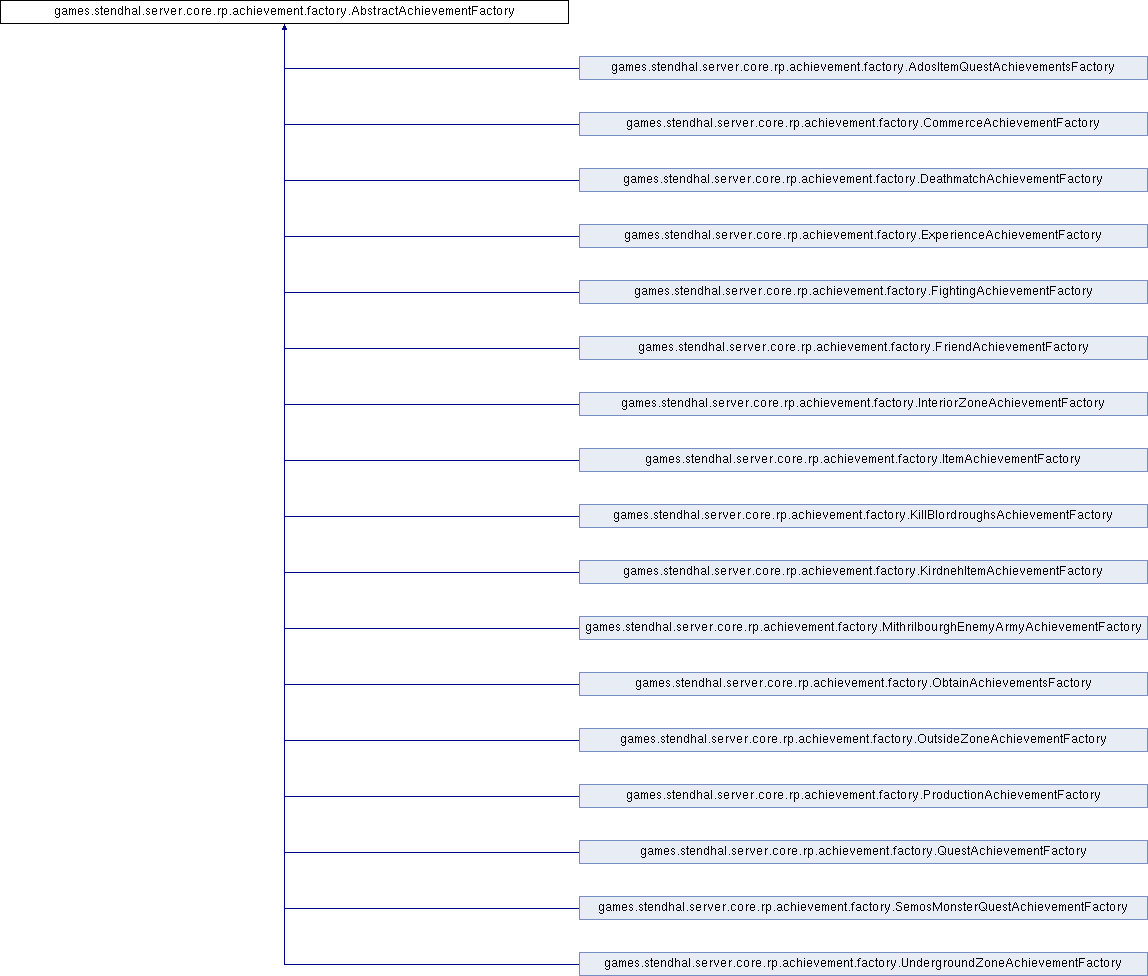 games.stendhal.server.core.rp.achievement.factory.AbstractAchievementFactory
games.stendhal.server.core.rp.achievement.factory.AdosItemQuestAchievementsFactory
games.stendhal.server.core.rp.achievement.factory.CommerceAchievementFactory
games.stendhal.server.core.rp.achievement.factory.DeathmatchAchievementFactory
games.stendhal.server.core.rp.achievement.factory.ExperienceAchievementFactory
games.stendhal.server.core.rp.achievement.factory.FightingAchievementFactory
games.stendhal.server.core.rp.achievement.factory.FriendAchievementFactory
games.stendhal.server.core.rp.achievement.factory.InteriorZoneAchievementFactory
games.stendhal.server.core.rp.achievement.factory.ItemAchievementFactory
games.stendhal.server.core.rp.achievement.factory.KillBlordroughsAchievementFactory
games.stendhal.server.core.rp.achievement.factory.KirdnehItemAchievementFactory
games.stendhal.server.core.rp.achievement.factory.MithrilbourghEnemyArmyAchievementFactory
games.stendhal.server.core.rp.achievement.factory.ObtainAchievementsFactory
games.stendhal.server.core.rp.achievement.factory.OutsideZoneAchievementFactory
games.stendhal.server.core.rp.achievement.factory.ProductionAchievementFactory
games.stendhal.server.core.rp.achievement.factory.QuestAchievementFactory
games.stendhal.server.core.rp.achievement.factory.SemosMonsterQuestAchievementFactory
games.stendhal.server.core.rp.achievement.factory.UndergroundZoneAchievementFactory